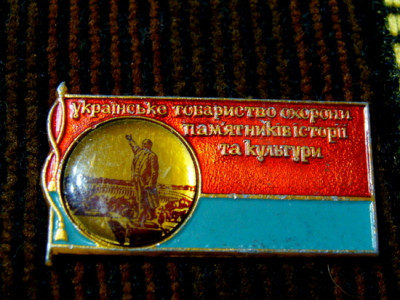 Українське товариство охорони
пам'ятників історії
та культури